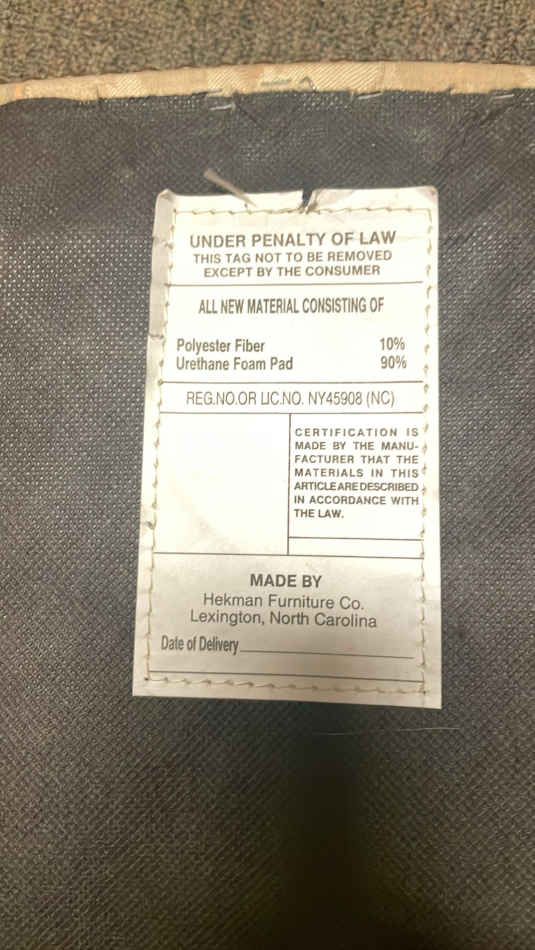 UNDER PENALTY OF LAW
THIS TAG NOT TO BE REMOVED
EXCEPT BY THE CONSUMER
ALL NEW MATERIAL CONSISTING OF
Polyester Fiber 10%
Urethane Foam Pad 90%
REG.NO.OR LIC.NO. NY45908 (NC)
CERTIFICATION IS
MADE BY THE MANU-
FACTURER THAT THE
MATERIALS IN THIS
ARTICLE ARE DESCRIBED
IN ACCORDANCE WITH
THE LAW.
MADE BY
Hekman Furniture Co.
Lexington, North Carolina
Date of Delivery